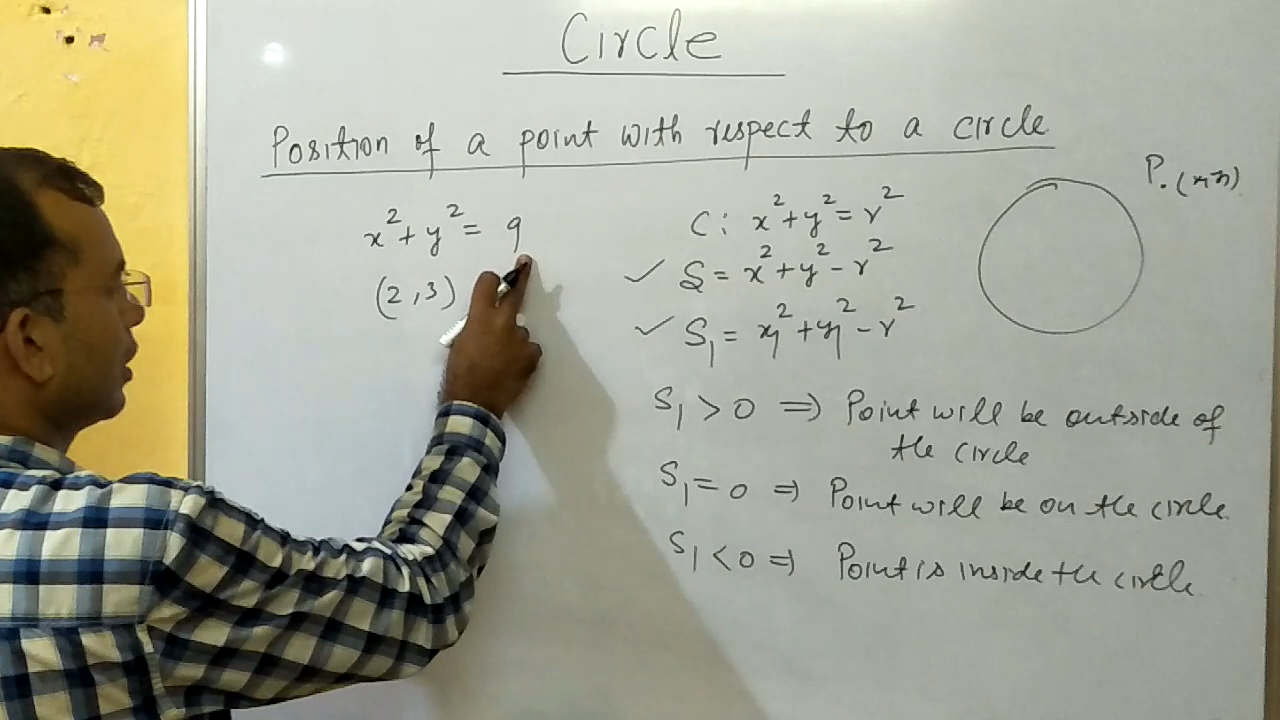 Circle
Position of a point with respect to a circle
x² + y² = 9
(2,3)
C: x² + y² = r²
S = x² + y² - r²
S₁ = x₁² + y₁² - r²
P. (x₁, y₁)
S₁ > 0 ⇒ Point will be outside of
the circle
S₁ = 0 ⇒ Point will be on the circle
S₁ < 0 ⇒ Point is inside the circle